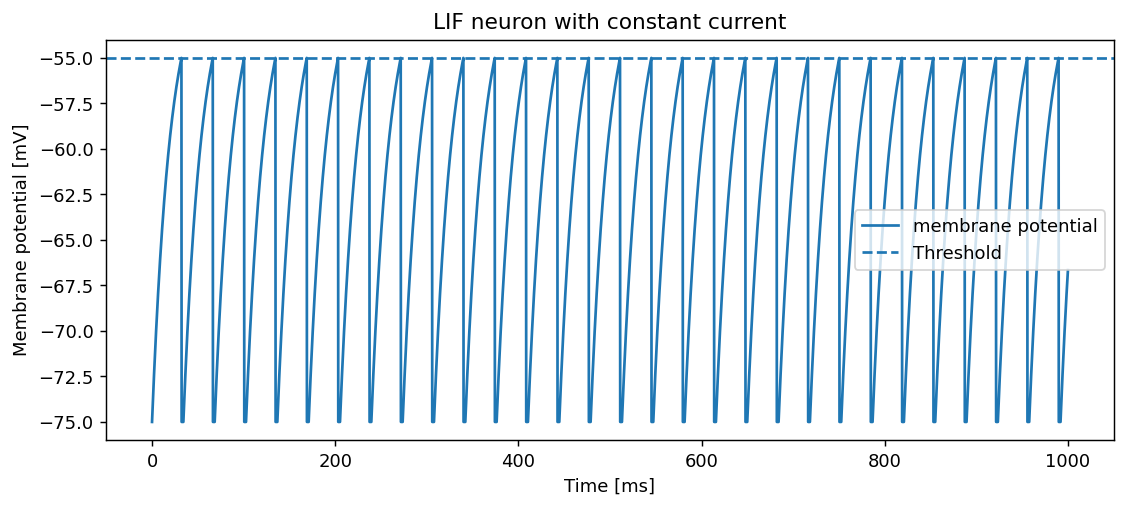 LIF neuron with constant current
Membrane potential [mV]
−55.0
−57.5
−60.0
−62.5
−65.0
−67.5
−70.0
−72.5
−75.0
membrane potential
Threshold
0 200 400 600 800 1000
Time [ms]